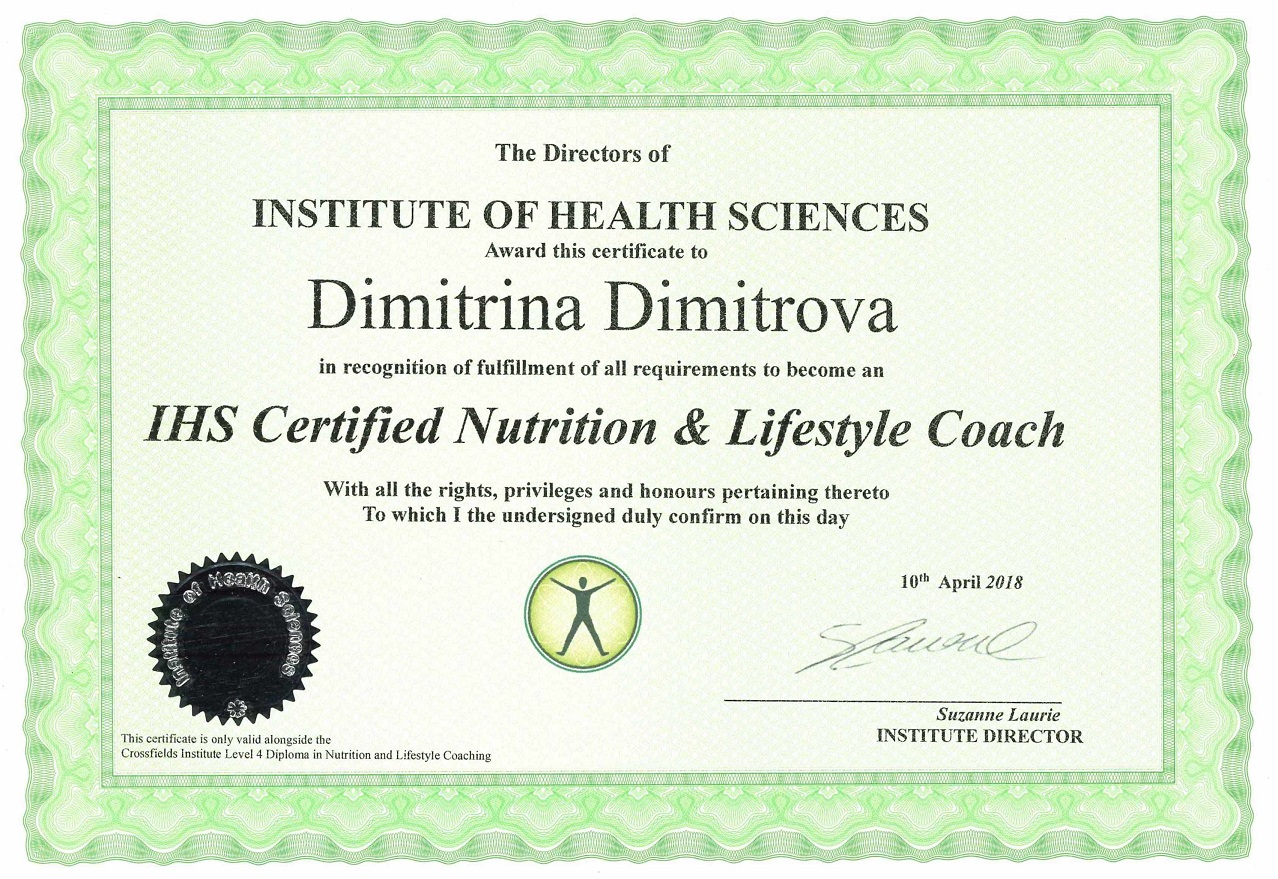 The Directors of
INSTITUTE OF HEALTH SCIENCES
Award this certificate to
Dimitrina Dimitrova
in recognition of fulfillment of all requirements to become an
IHS Certified Nutrition & Lifestyle Coach
With all the rights, privileges and honours pertaining thereto
To which I the undersigned duly confirm on this day
Institute of Health Sciences
10th April 2018
Suzanne Laurie
INSTITUTE DIRECTOR
This certificate is only valid alongside the
Crossfields Institute Level 4 Diploma in Nutrition and Lifestyle Coaching